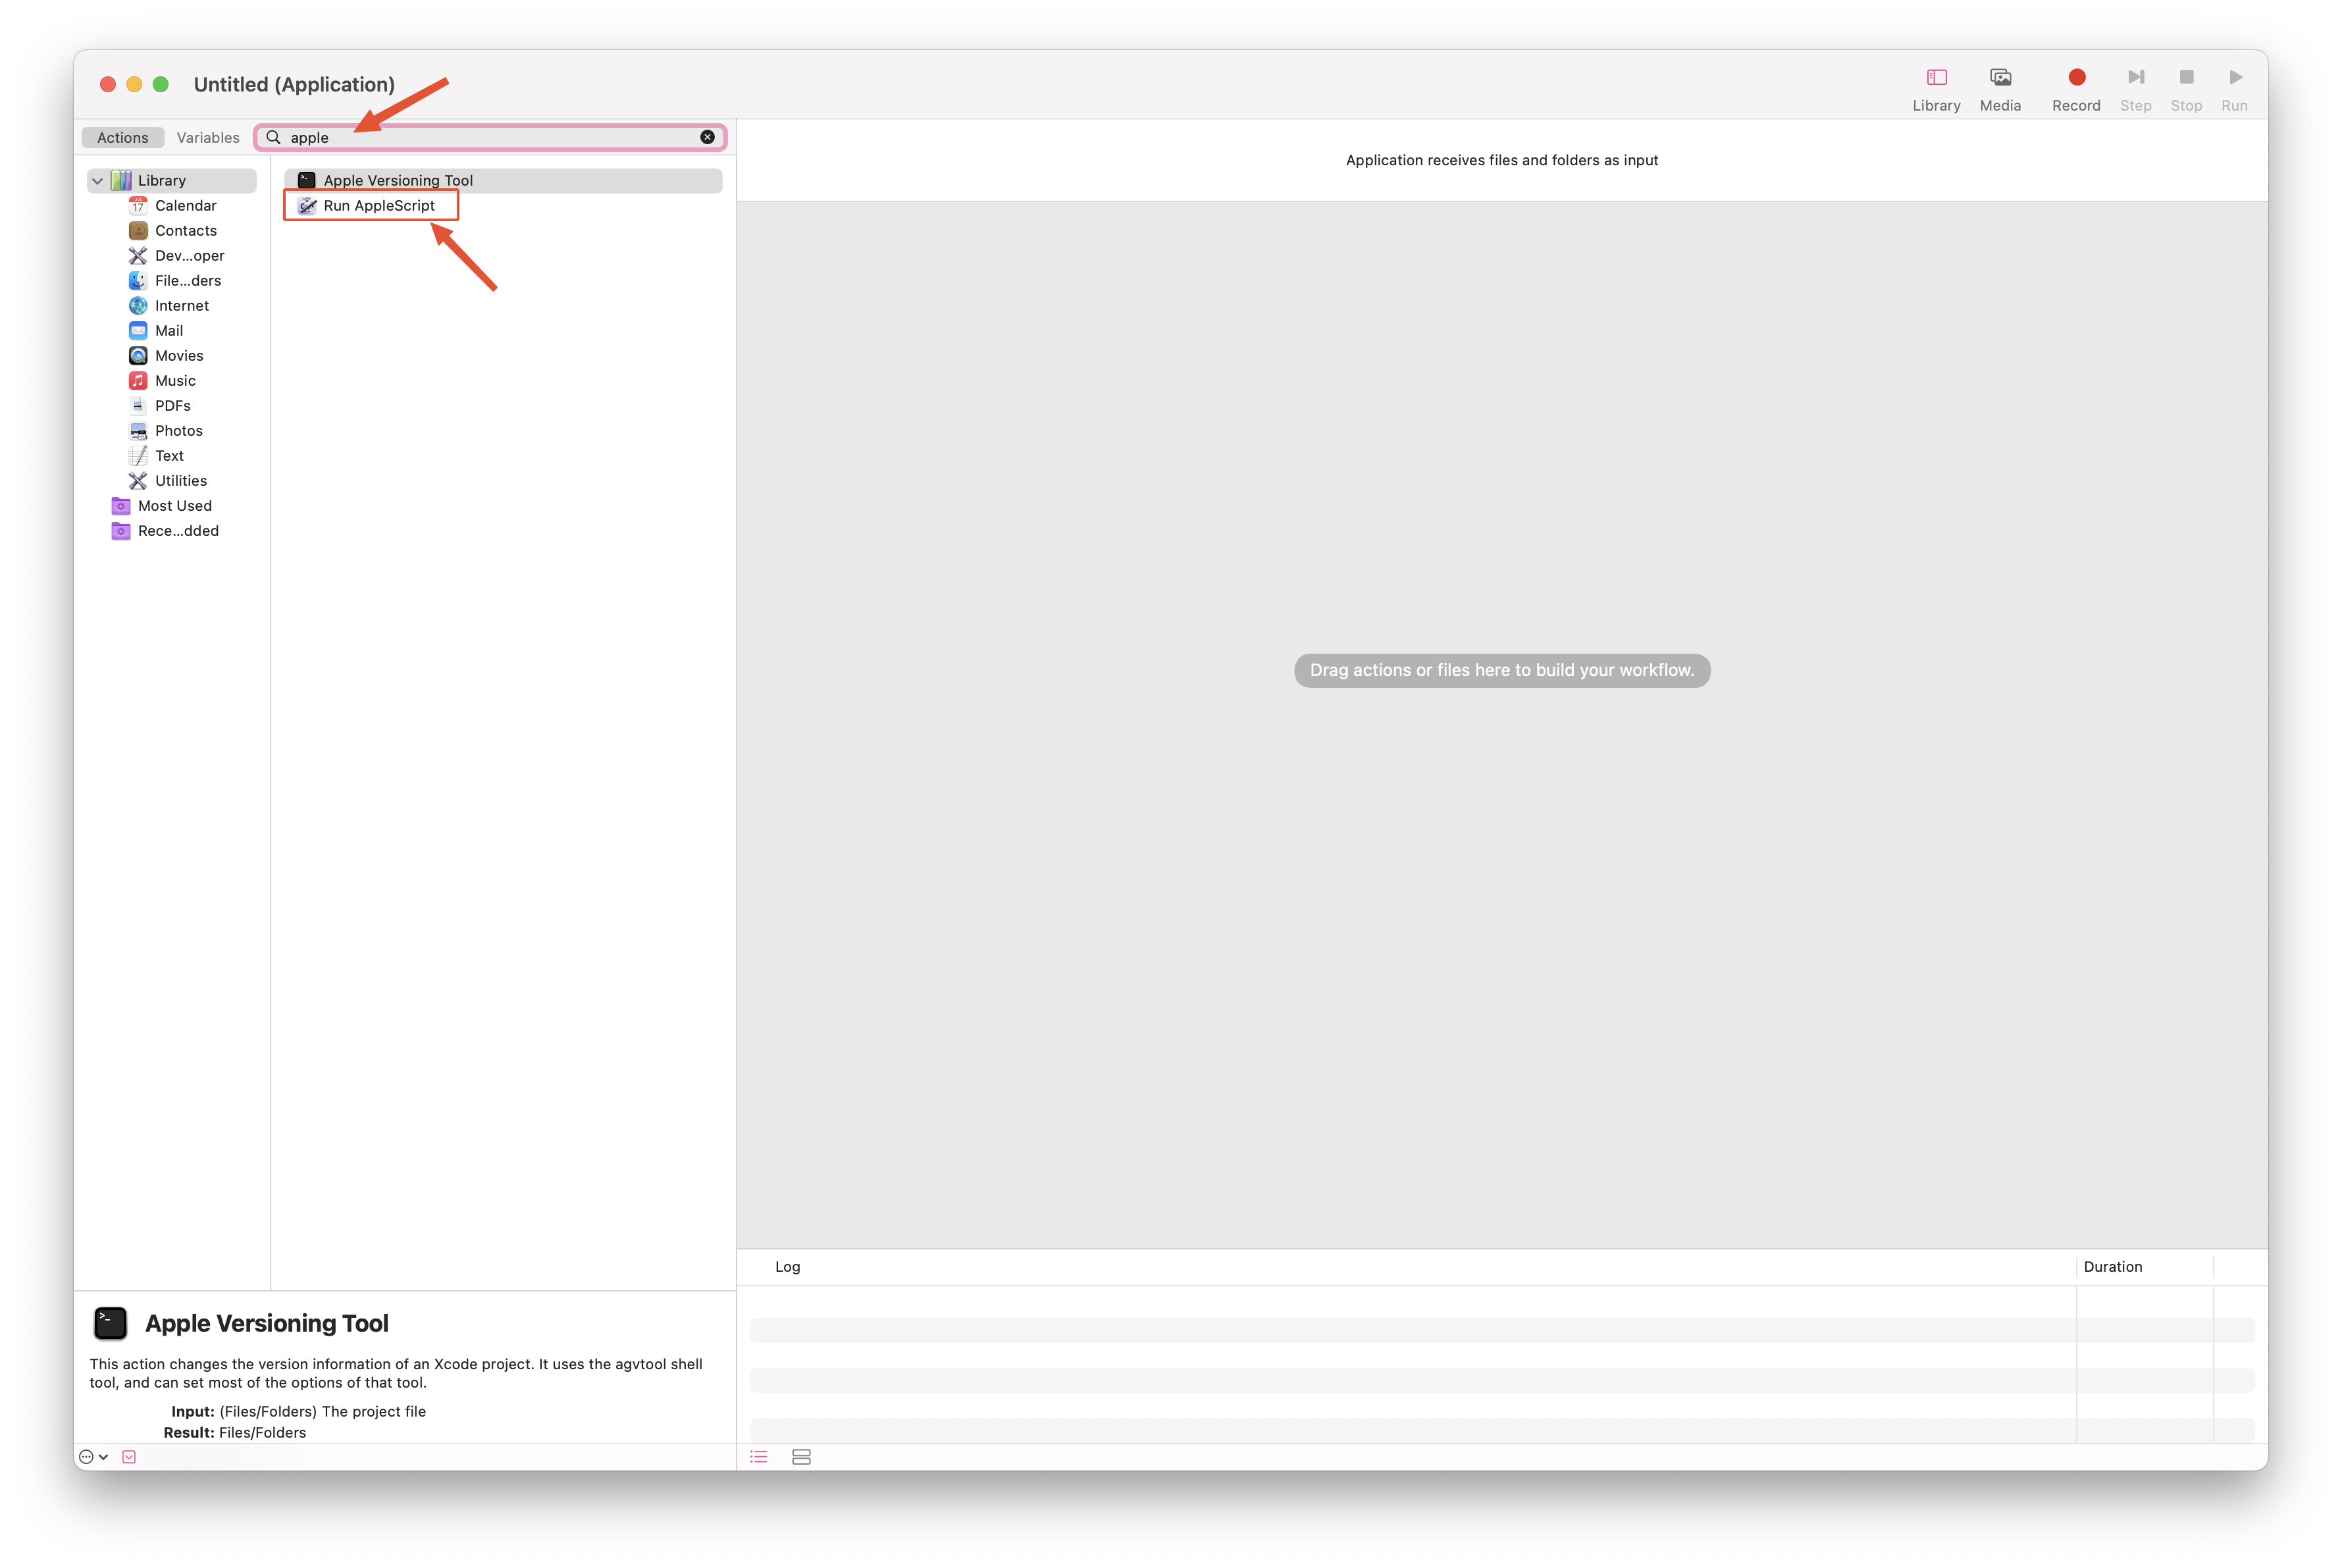 Untitled (Application)
Library
Media
Record
Step
Stop
Run
Actions
Variables
apple
Application receives files and folders as input
Library
17
Calendar
Contacts
Dev...oper
File...ders
Internet
Mail
Movies
Music
PDFs
Photos
Text
Utilities
Most Used
Rece...dded
Apple Versioning Tool
Run AppleScript
Drag actions or files here to build your workflow.
Log
Duration
Apple Versioning Tool
This action changes the version information of an Xcode project. It uses the agvtool shell
tool, and can set most of the options of that tool.
Input: (Files/Folders) The project file
Result: Files/Folders